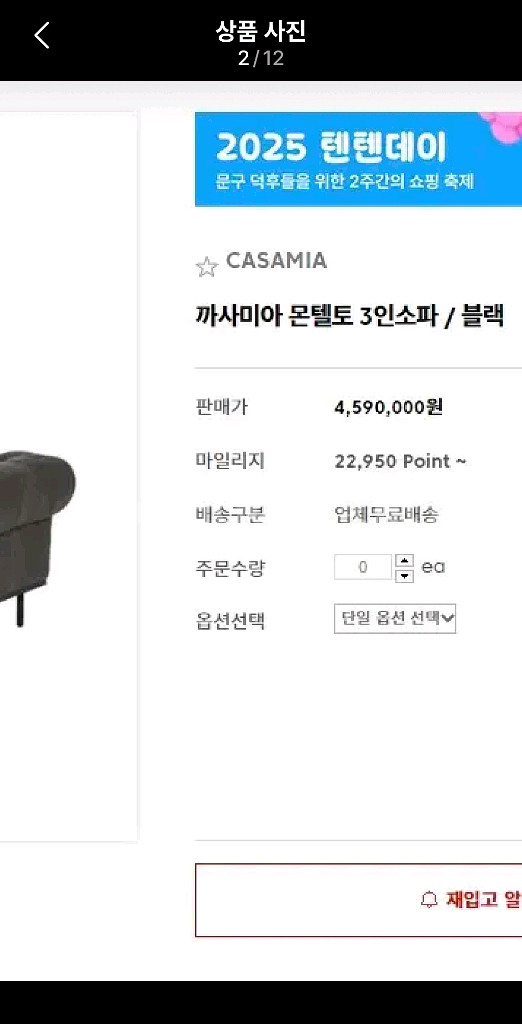 상품 사진
2/12
2025 텐텐데이
문구 덕후들을 위한 2주간의 쇼핑 축제
CASAMIA
까사미아 몬텔토 3인소파 / 블랙
판매가 4,590,000원
마일리지 22,950 Point ~
배송구분 업체무료배송
주문수량 0 ea
옵션선택 단일 옵션 선택
재입고 알